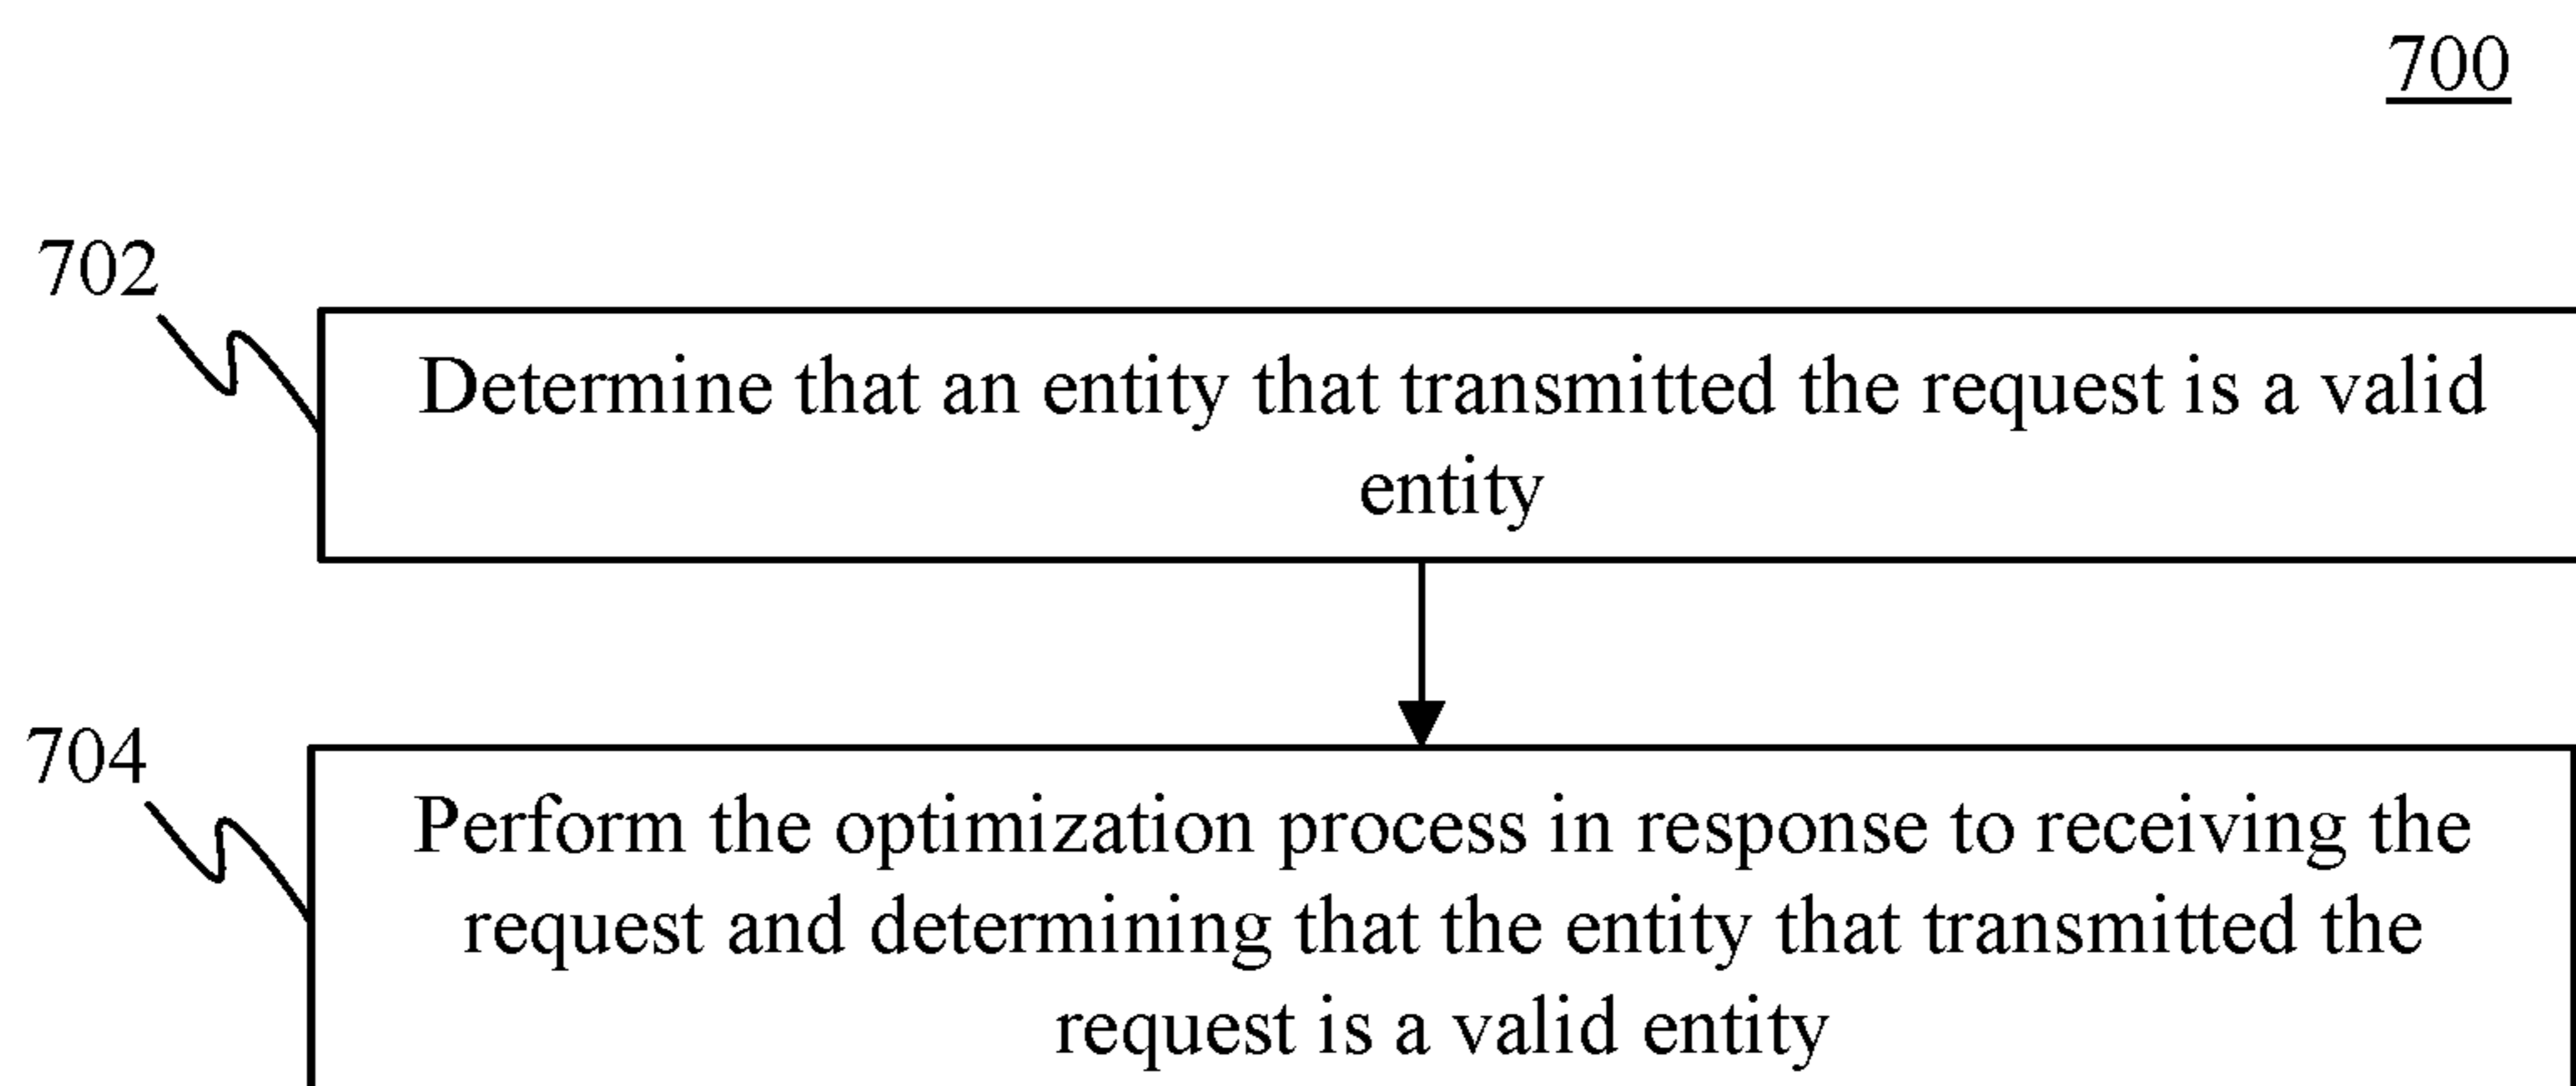 700
702
Determine that an entity that transmitted the request is a valid
entity
704
Perform the optimization process in response to receiving the
request and determining that the entity that transmitted the
request is a valid entity